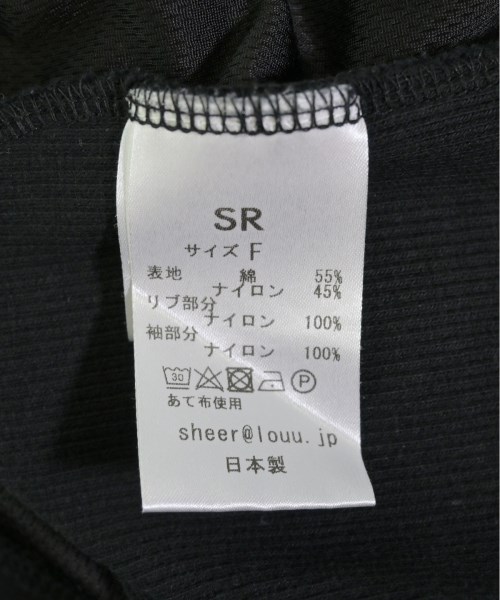 SR
サイズ F
表地 綿 55%
ナイロン 45%
リブ部分
ナイロン 100%
袖部分
ナイロン 100%
30 P
あて布使用
sheer@louu.jp
日本製